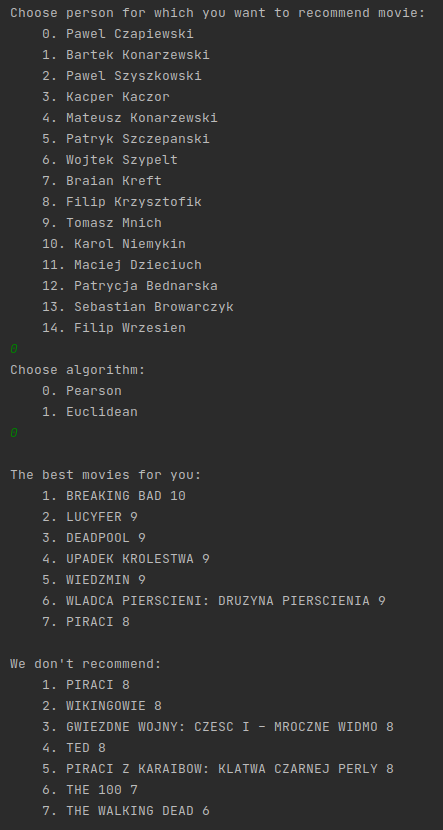 Choose person for which you want to recommend movie:
0. Pawel Czapiewski
1. Bartek Konarzewski
2. Pawel Szyszkowski
3. Kacper Kaczor
4. Mateusz Konarzewski
5. Patryk Szczepanski
6. Wojtek Szypelt
7. Braian Kreft
8. Filip Krzysztofik
9. Tomasz Mnich
10. Karol Niemykin
11. Maciej Dzieciuch
12. Patrycja Bednarska
13. Sebastian Browarczyk
14. Filip Wrzesien
0
Choose algorithm:
0. Pearson
1. Euclidean
0
The best movies for you:
1. BREAKING BAD 10
2. LUCYFER 9
3. DEADPOOL 9
4. UPADEK KROLESTWA 9
5. WIEDZMIN 9
6. WLADCA PIERSCIENI: DRUZYNA PIERSCIENIA 9
7. PIRACI 8
We don't recommend:
1. PIRACI 8
2. WIKINGOWIE 8
3. GWIEZDNE WOJNY: CZESC I – MROCZNE WIDMO 8
4. TED 8
5. PIRACI Z KARAIBOW: KLATWA CZARNEJ PERLY 8
6. THE 100 7
7. THE WALKING DEAD 6